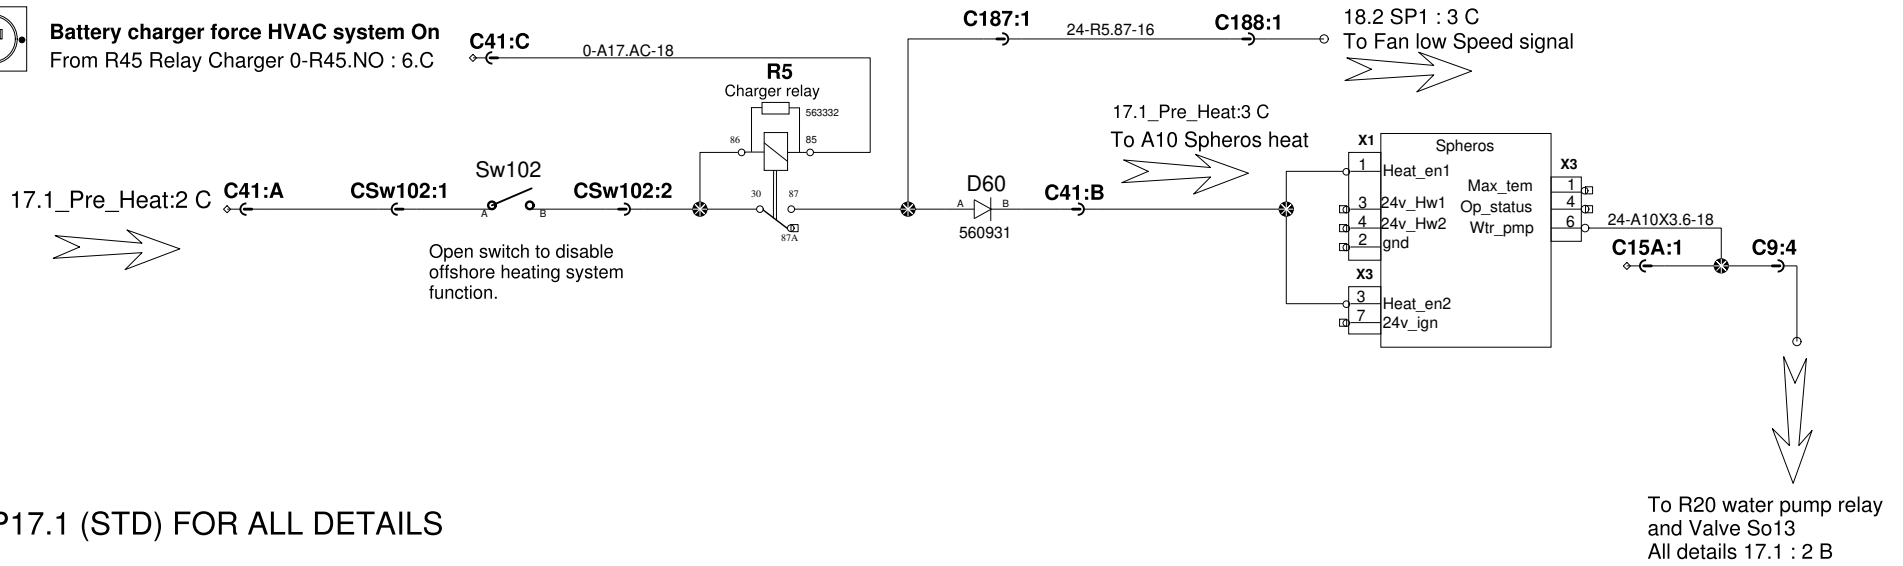 Battery charger force HVAC system On
From R45 Relay Charger 0-R45.NO : 6.C
C41:C
0-A17.AC-18
R5
Charger relay
563332
86
85
C187:1
24-R5.87-16
C188:1
18.2 SP1 : 3 C
To Fan low Speed signal
17.1_Pre_Heat:3 C
To A10 Spheros heat
17.1_Pre_Heat:2 C
C41:A
CSw102:1
Sw102
A
B
CSw102:2
30
87
87A
Open switch to disable
offshore heating system
function.
D60
A
B
560931
C41:B
X1
Spheros
X3
1
Heat_en1
3
24v_Hw1
4
24v_Hw2
2
gnd
X3
3
Heat_en2
7
24v_ign
Max_tem
1
Op_status
4
Wtr_pmp
6
24-A10X3.6-18
C15A:1
C9:4
To R20 water pump relay
and Valve So13
All details 17.1 : 2 B
P17.1 (STD) FOR ALL DETAILS